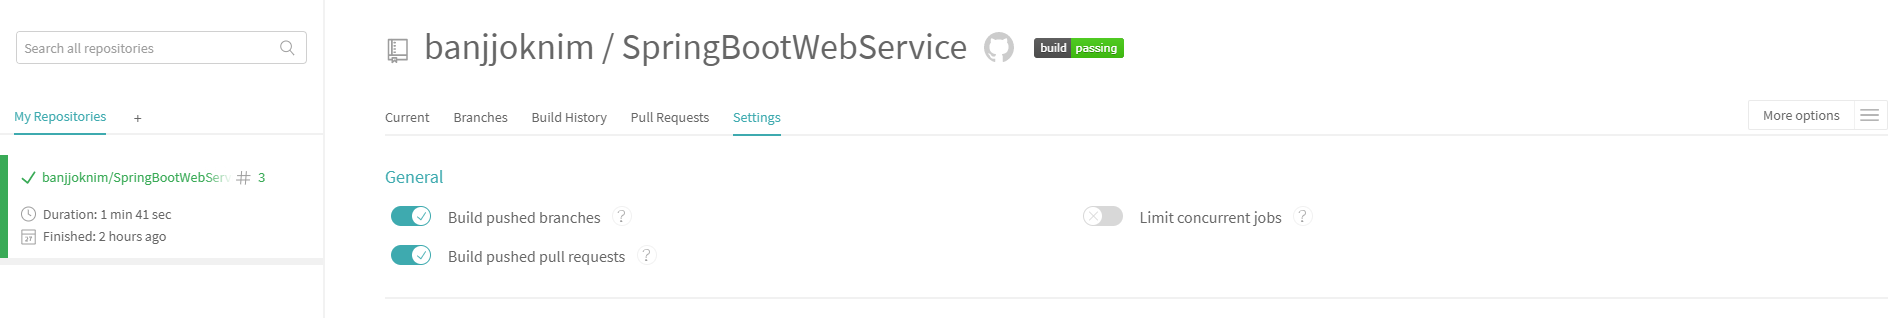 Search all repositories
My Repositories +
banjjoknim/SpringBootWebServ # 3
Duration: 1 min 41 sec
27
Finished: 2 hours ago
banjjoknim / SpringBootWebService
build passing
Current Branches Build History Pull Requests Settings
More options
General
Build pushed branches ?
Limit concurrent jobs ?
Build pushed pull requests ?